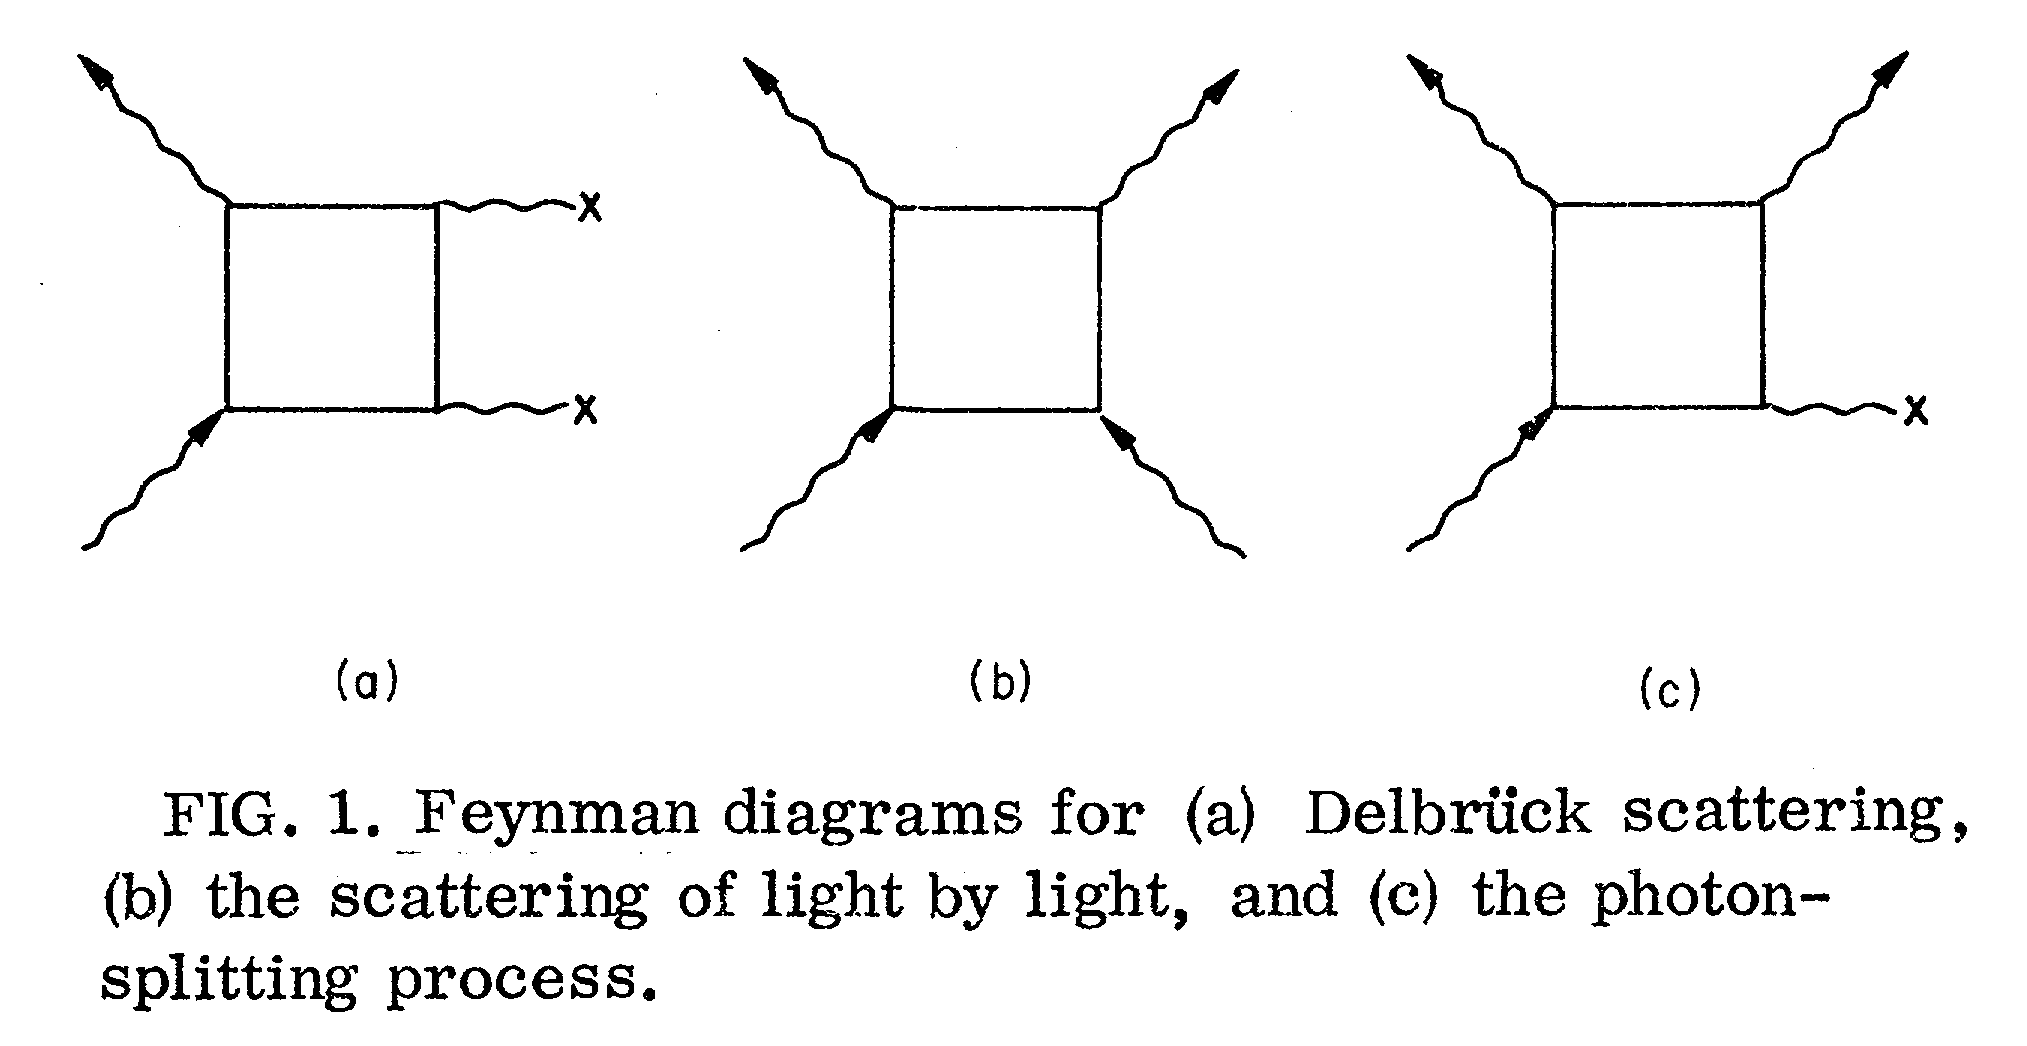 x
x
x
(a) (b) (c)
FIG. 1. Feynman diagrams for (a) Delbrück scattering,
(b) the scattering of light by light, and (c) the photon-
splitting process.